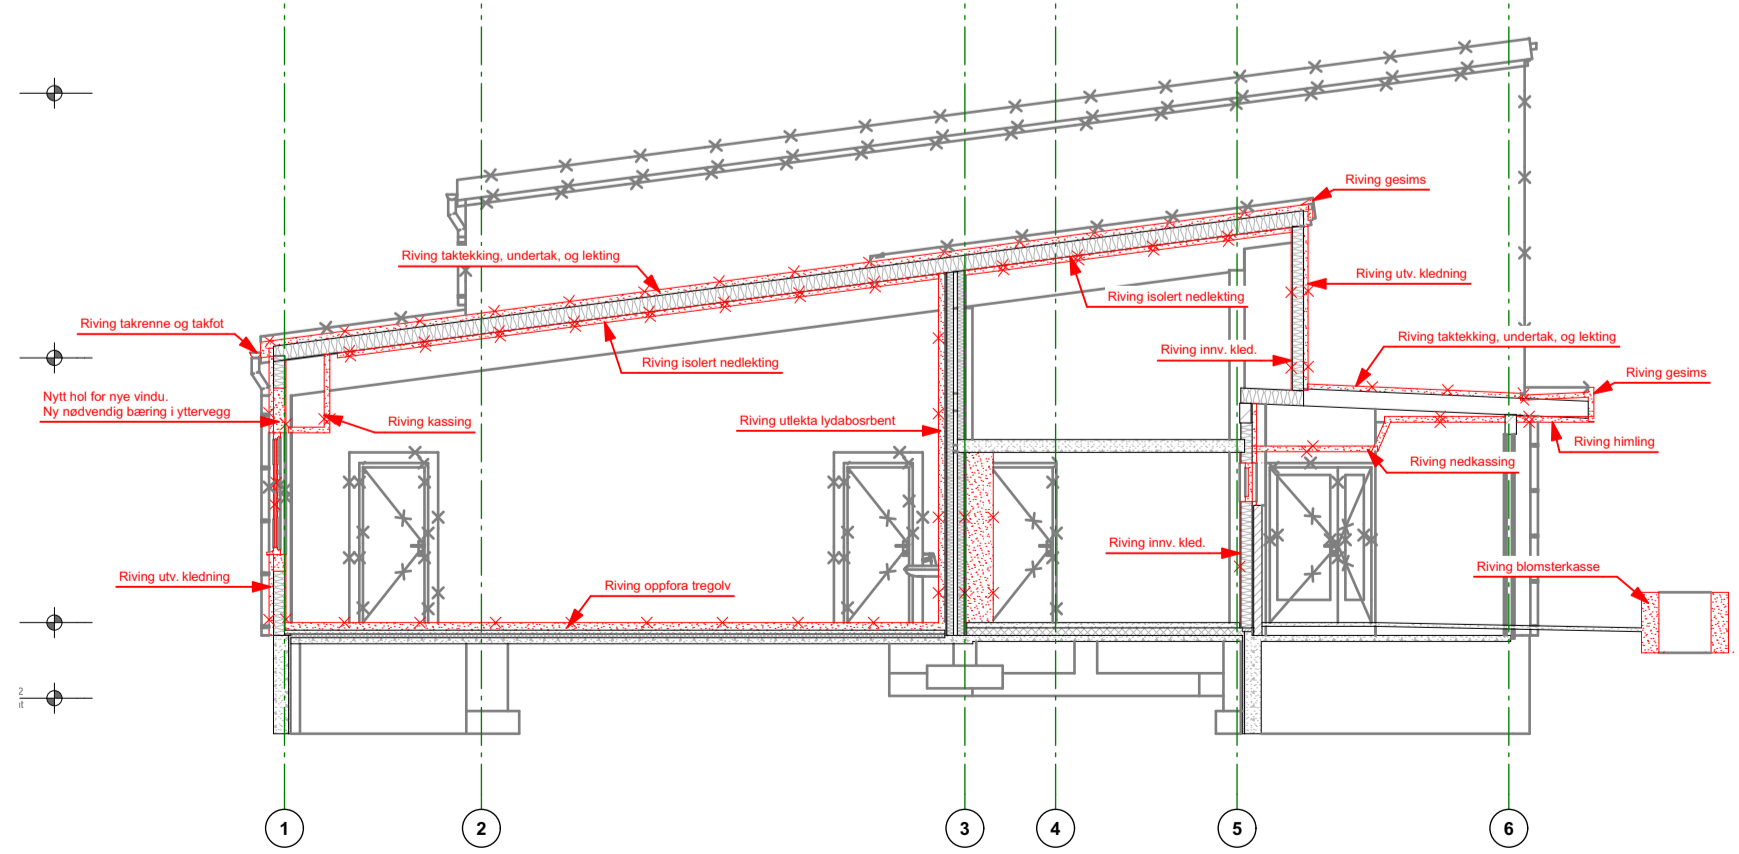 Riving gesims
Riving taktekking, undertak, og lekting
Riving utv. kledning
Riving isolert nedlekting
Riving takrenne og takfot
Riving taktekking, undertak, og lekting
Riving innv. kled.
Riving isolert nedlekting
Riving gesims
Nytt hol for nye vindu.
Ny nødvendig bæring i yttervegg
Riving kassing
Riving utlekta lydabosrbent
Riving himling
Riving nedkassing
Riving innv. kled.
Riving blomsterkasse
Riving utv. kledning
Riving oppfora tregolv
2
1
2
3
4
5
6